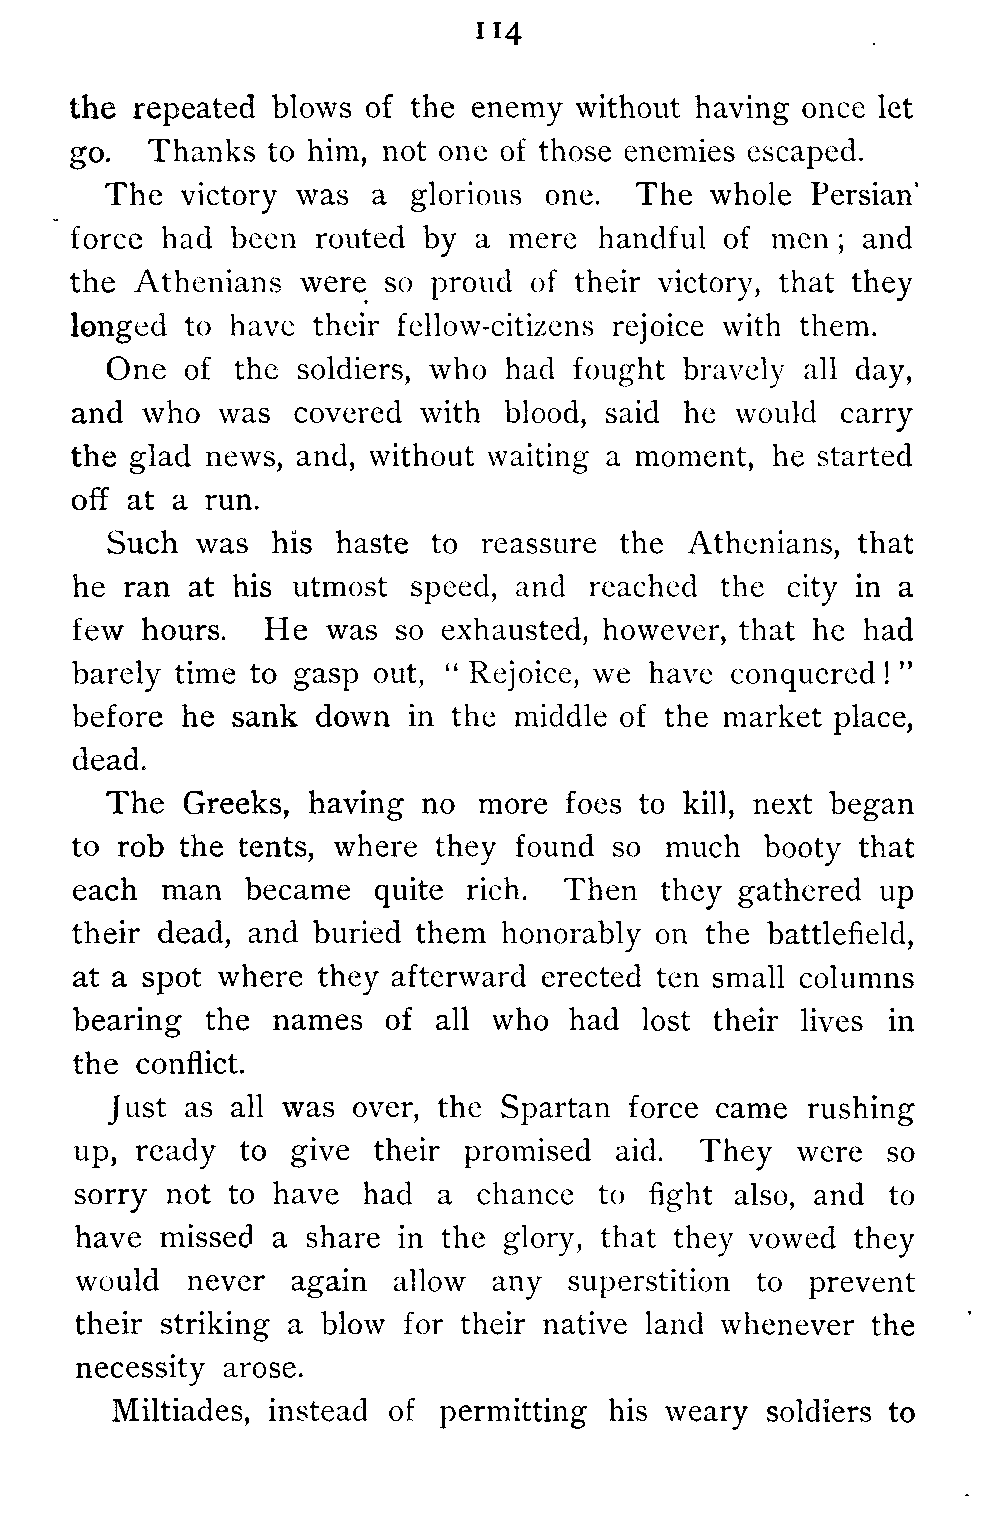 114
the repeated blows of the enemy without having once let
go. Thanks to him, not one of those enemies escaped.
The victory was a glorious one. The whole Persian
force had been routed by a mere handful of men; and
the Athenians were so proud of their victory, that they
longed to have their fellow-citizens rejoice with them.
One of the soldiers, who had fought bravely all day,
and who was covered with blood, said he would carry
the glad news, and, without waiting a moment, he started
off at a run.
Such was his haste to reassure the Athenians, that
he ran at his utmost speed, and reached the city in a
few hours. He was so exhausted, however, that he had
barely time to gasp out, “Rejoice, we have conquered!”
before he sank down in the middle of the market place,
dead.
The Greeks, having no more foes to kill, next began
to rob the tents, where they found so much booty that
each man became quite rich. Then they gathered up
their dead, and buried them honorably on the battlefield,
at a spot where they afterward erected ten small columns
bearing the names of all who had lost their lives in
the conflict.
Just as all was over, the Spartan force came rushing
up, ready to give their promised aid. They were so
sorry not to have had a chance to fight also, and to
have missed a share in the glory, that they vowed they
would never again allow any superstition to prevent
their striking a blow for their native land whenever the
necessity arose.
Miltiades, instead of permitting his weary soldiers to